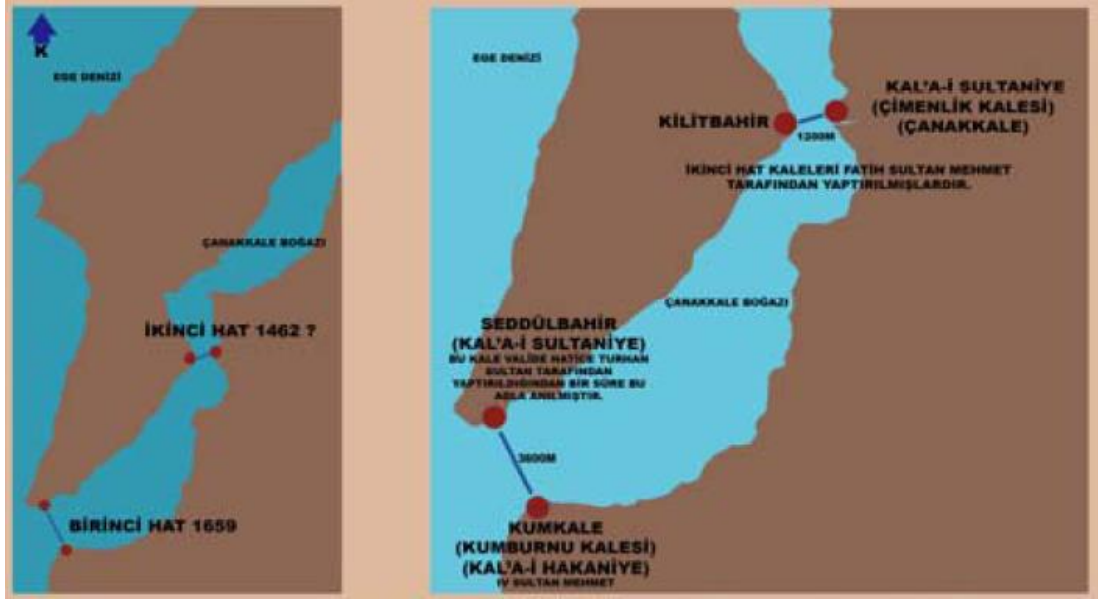 K
EGE DENİZİ
ÇANAKKALE BOĞAZI
İKİNCİ HAT 1462 ?
BİRİNCİ HAT 1659
EGE DENİZİ
KİLİTBAHİR
1200M
KAL'A-İ SULTANİYE
(ÇİMENLİK KALESİ)
(ÇANAKKALE)
İKİNCİ HAT KALELERİ FATİH SULTAN MEHMET
TARAFINDAN YAPTIRILMIŞLARDIR.
ÇANAKKALE BOĞAZI
SEDDÜLBAHİR
(KAL'A-İ SULTANİYE)
BU KALE VALİDE HATİCE TURHAN
SULTAN TARAFINDAN
YAPTIRILDIĞINDAN BİR SÜRE BU
ADLA ANILMIŞTIR.
3600M
KUMKALE
(KUMBURNU KALESİ)
(KAL'A-İ HAKANİYE)
IV SULTAN MEHMET